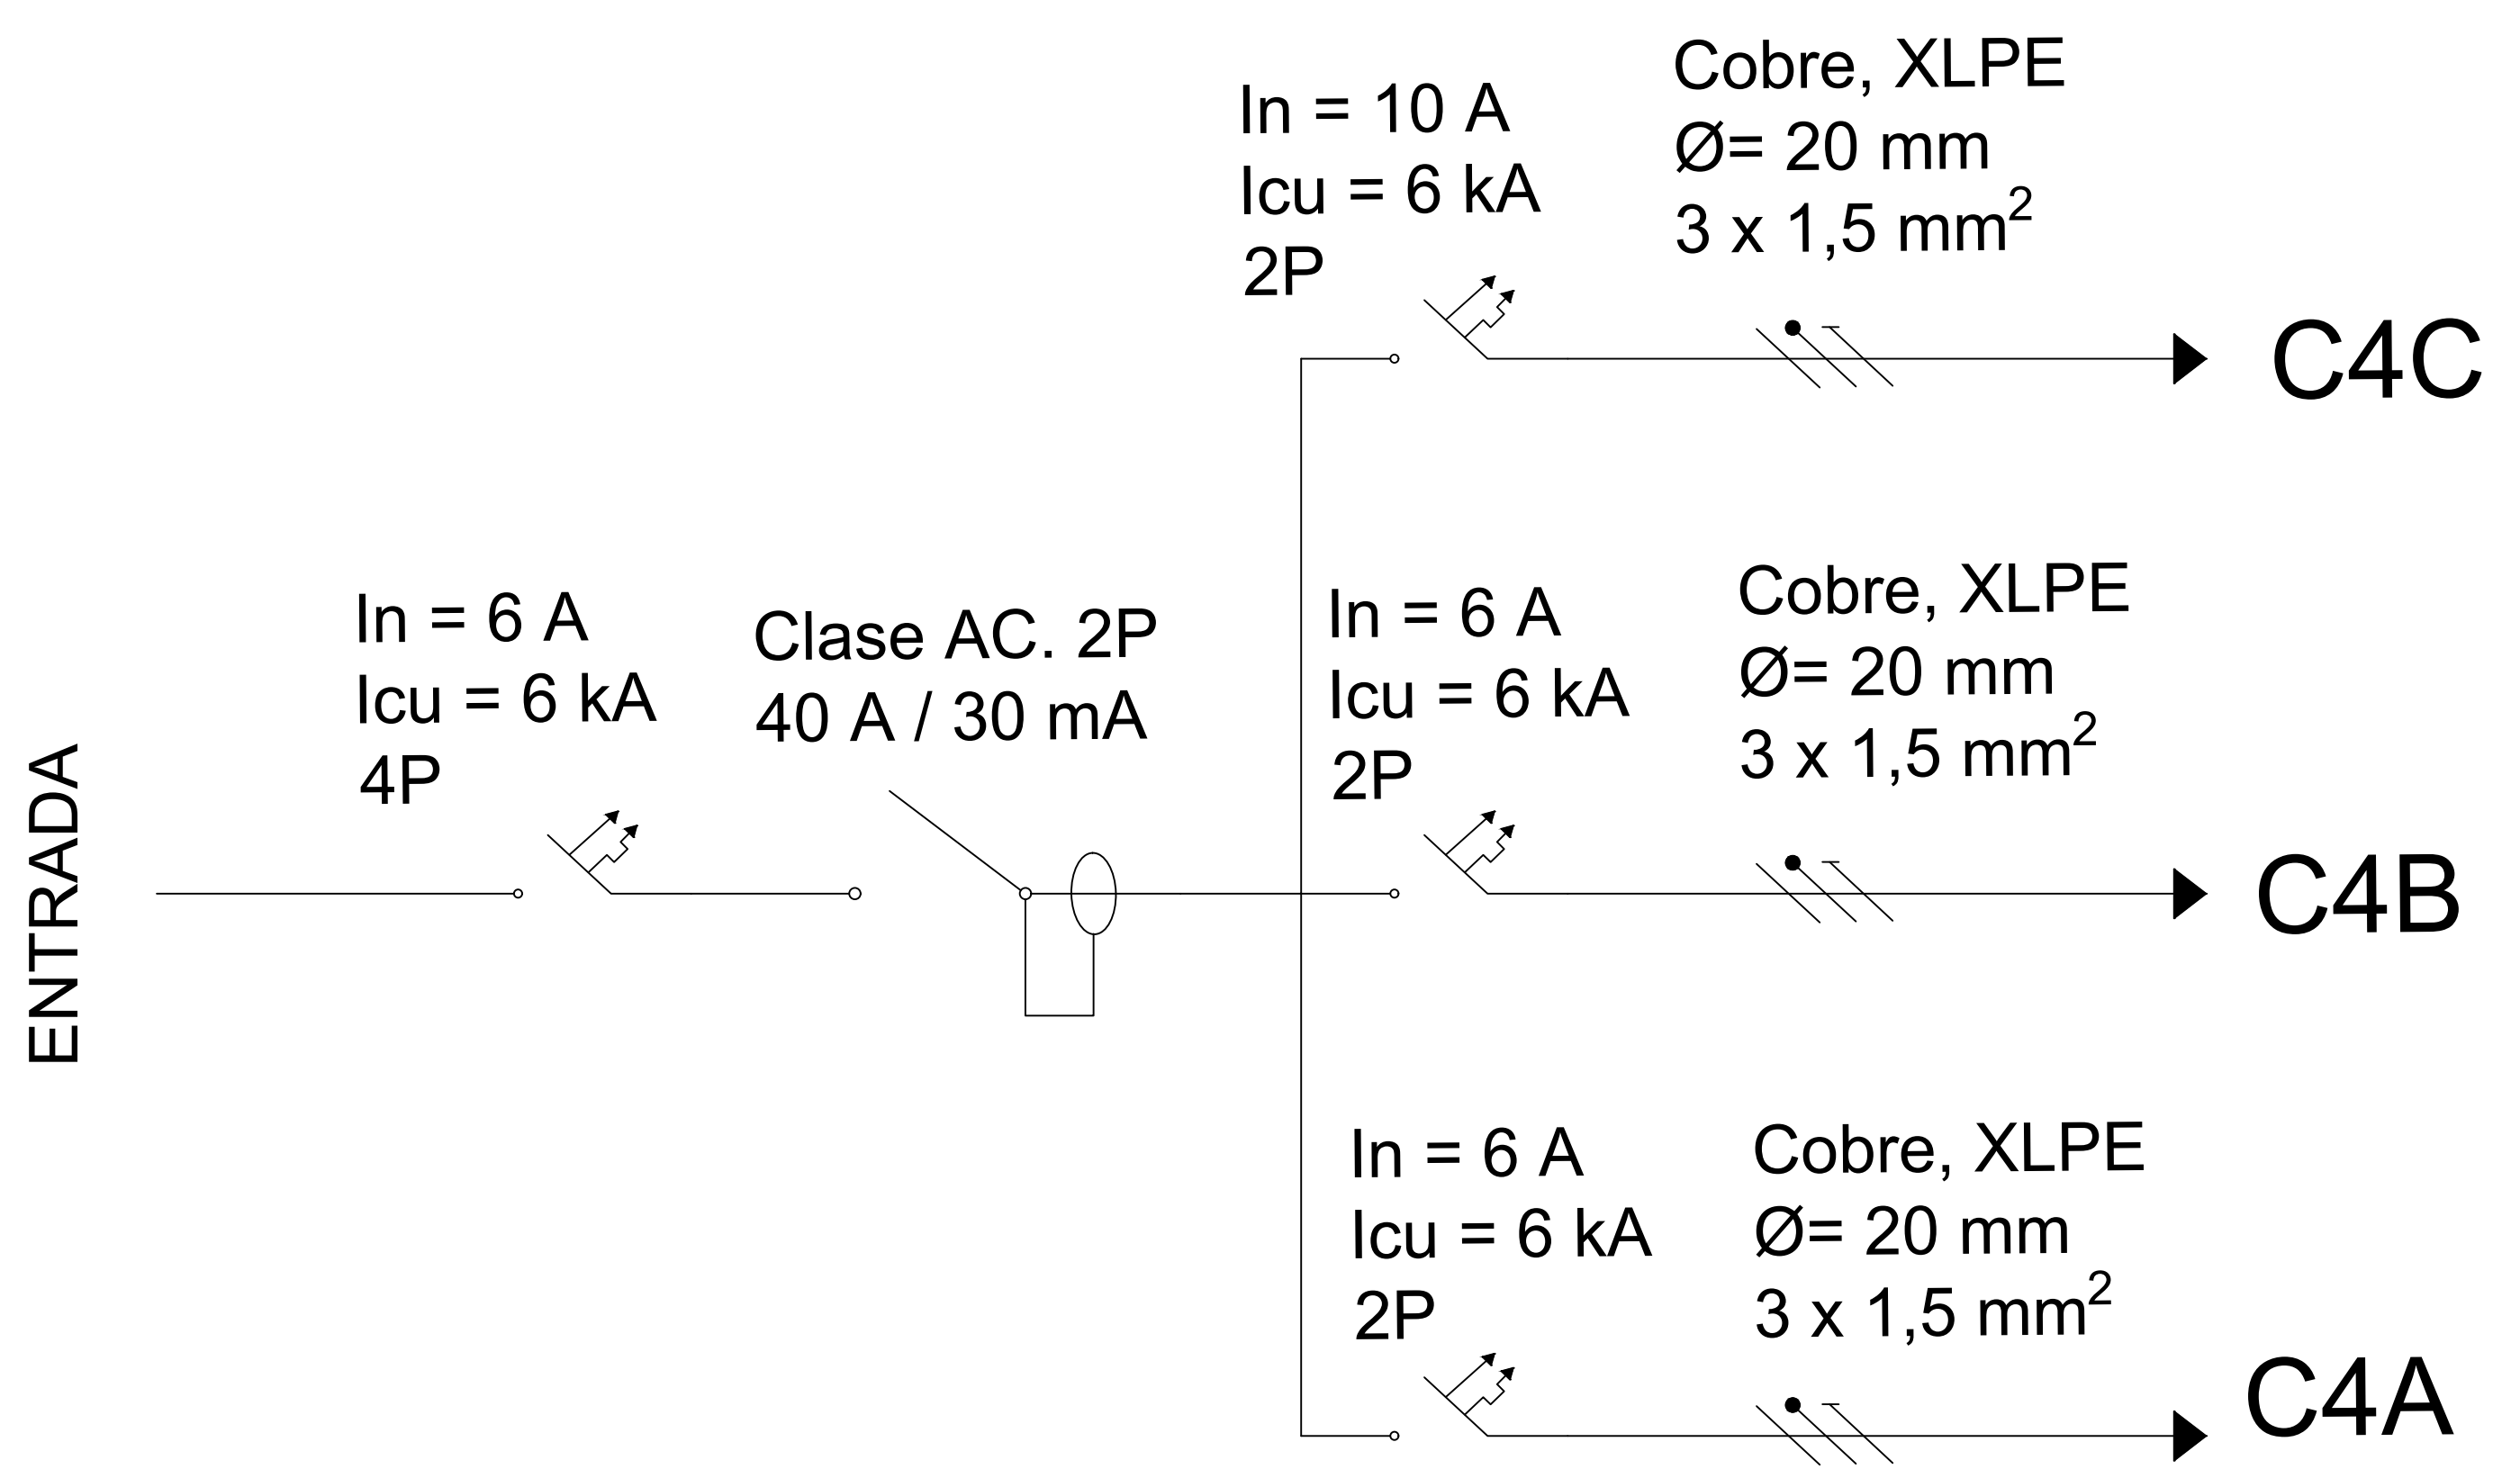 ENTRADA
In = 6 A
Icu = 6 kA
4P
Clase AC. 2P
40 A / 30 mA
In = 10 A
Icu = 6 kA
2P
Cobre, XLPE
Ø= 20 mm
3 x 1,5 mm²
C4C
In = 6 A
Icu = 6 kA
2P
Cobre, XLPE
Ø= 20 mm
3 x 1,5 mm²
C4B
In = 6 A
Icu = 6 kA
2P
Cobre, XLPE
Ø= 20 mm
3 x 1,5 mm²
C4A